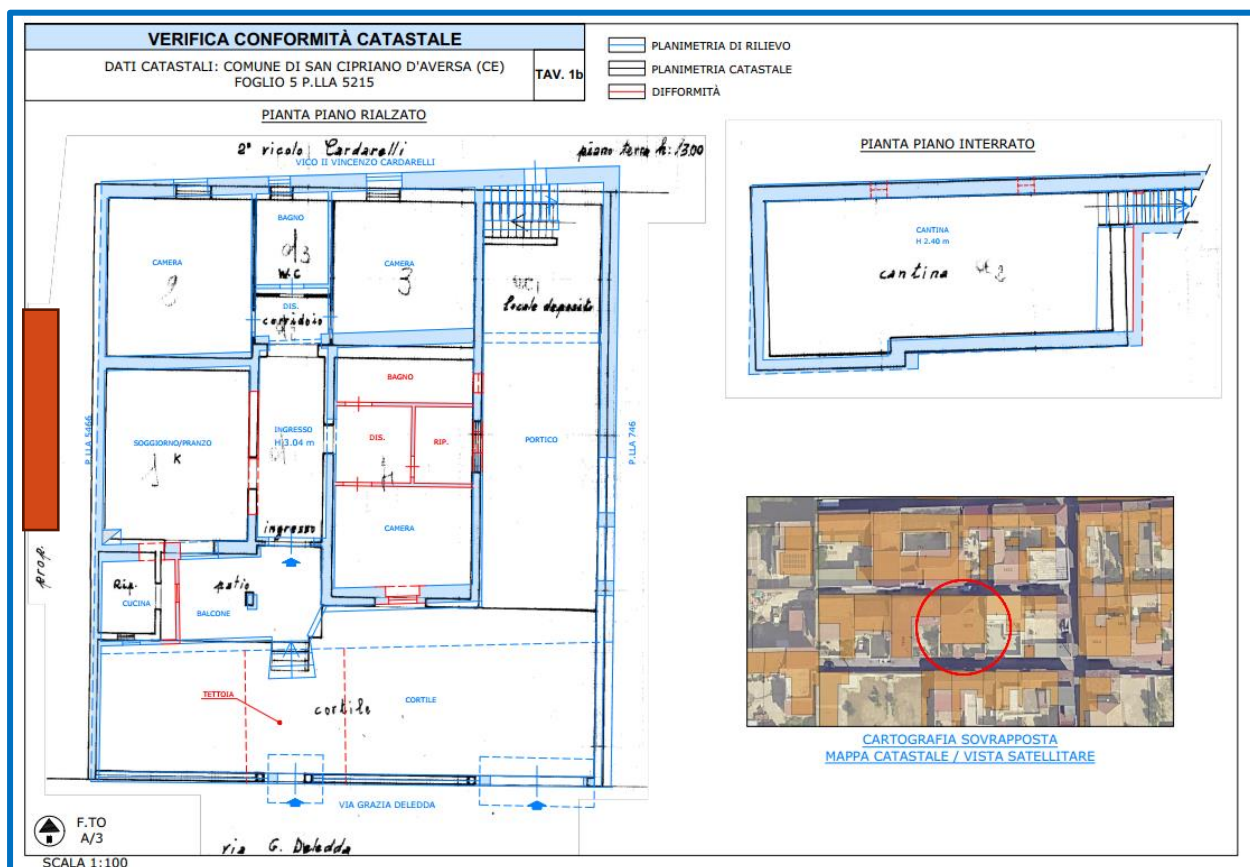 VERIFICA CONFORMITÀ CATASTALE
DATI CATASTALI: COMUNE DI SAN CIPRIANO D'AVERSA (CE)
FOGLIO 5 P.LLA 5215
TAV. 1b
PLANIMETRIA DI RILIEVO
PLANIMETRIA CATASTALE
DIFFORMITÀ
PIANTA PIANO RIALZATO
2° vicolo Cardarelli
piano terra h: 3.00
VICO II VINCENZO CARDARELLI
BAGNO
3
W.C
CAMERA
2
CAMERA
3
DIS.
corridoio
locale deposito
BAGNO
SOGGIORNO/PRANZO
1 K
INGRESSO
H 3.04 m
DIS.
RIP.
PORTICO
P.LLA 5466
P.LLA 746
ingresso
CAMERA
prop.
Rip.
CUCINA
patio
BALCONE
TETTOIA
cortile
CORTILE
VIA GRAZIA DELEDDA
via G. Deledda
F.TO
A/3
SCALA 1:100
PIANTA PIANO INTERRATO
CANTINA
H 2.40 m
cantina
CARTOGRAFIA SOVRAPPOSTA
MAPPA CATASTALE / VISTA SATELLITARE